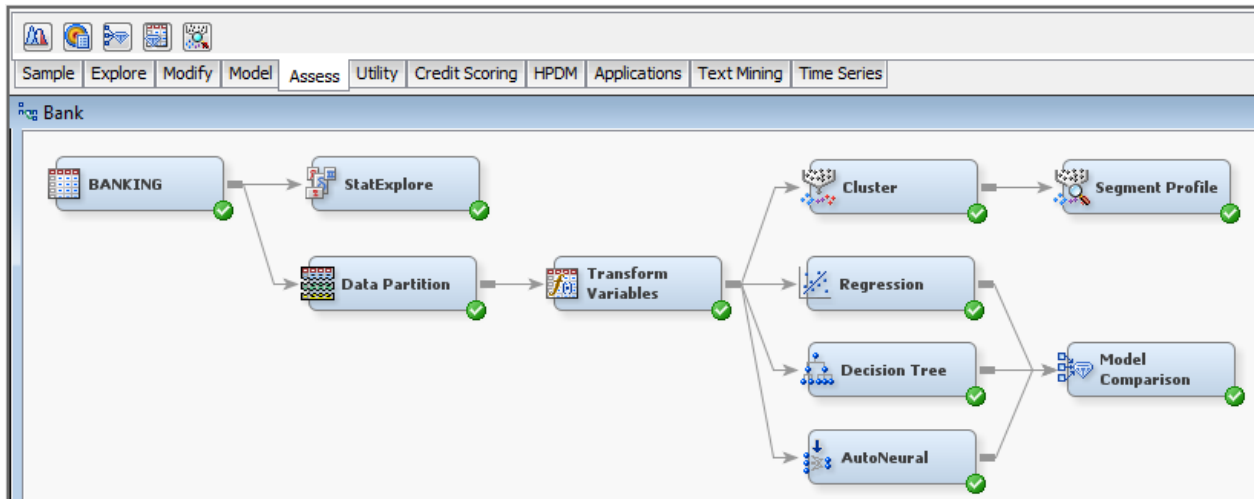 Sample Explore Modify Model Assess Utility Credit Scoring HPDM Applications Text Mining Time Series
Bank
BANKING
StatExplore
Cluster
Segment Profile
Data Partition
Transform
Variables
Regression
Decision Tree
Model
Comparison
AutoNeural